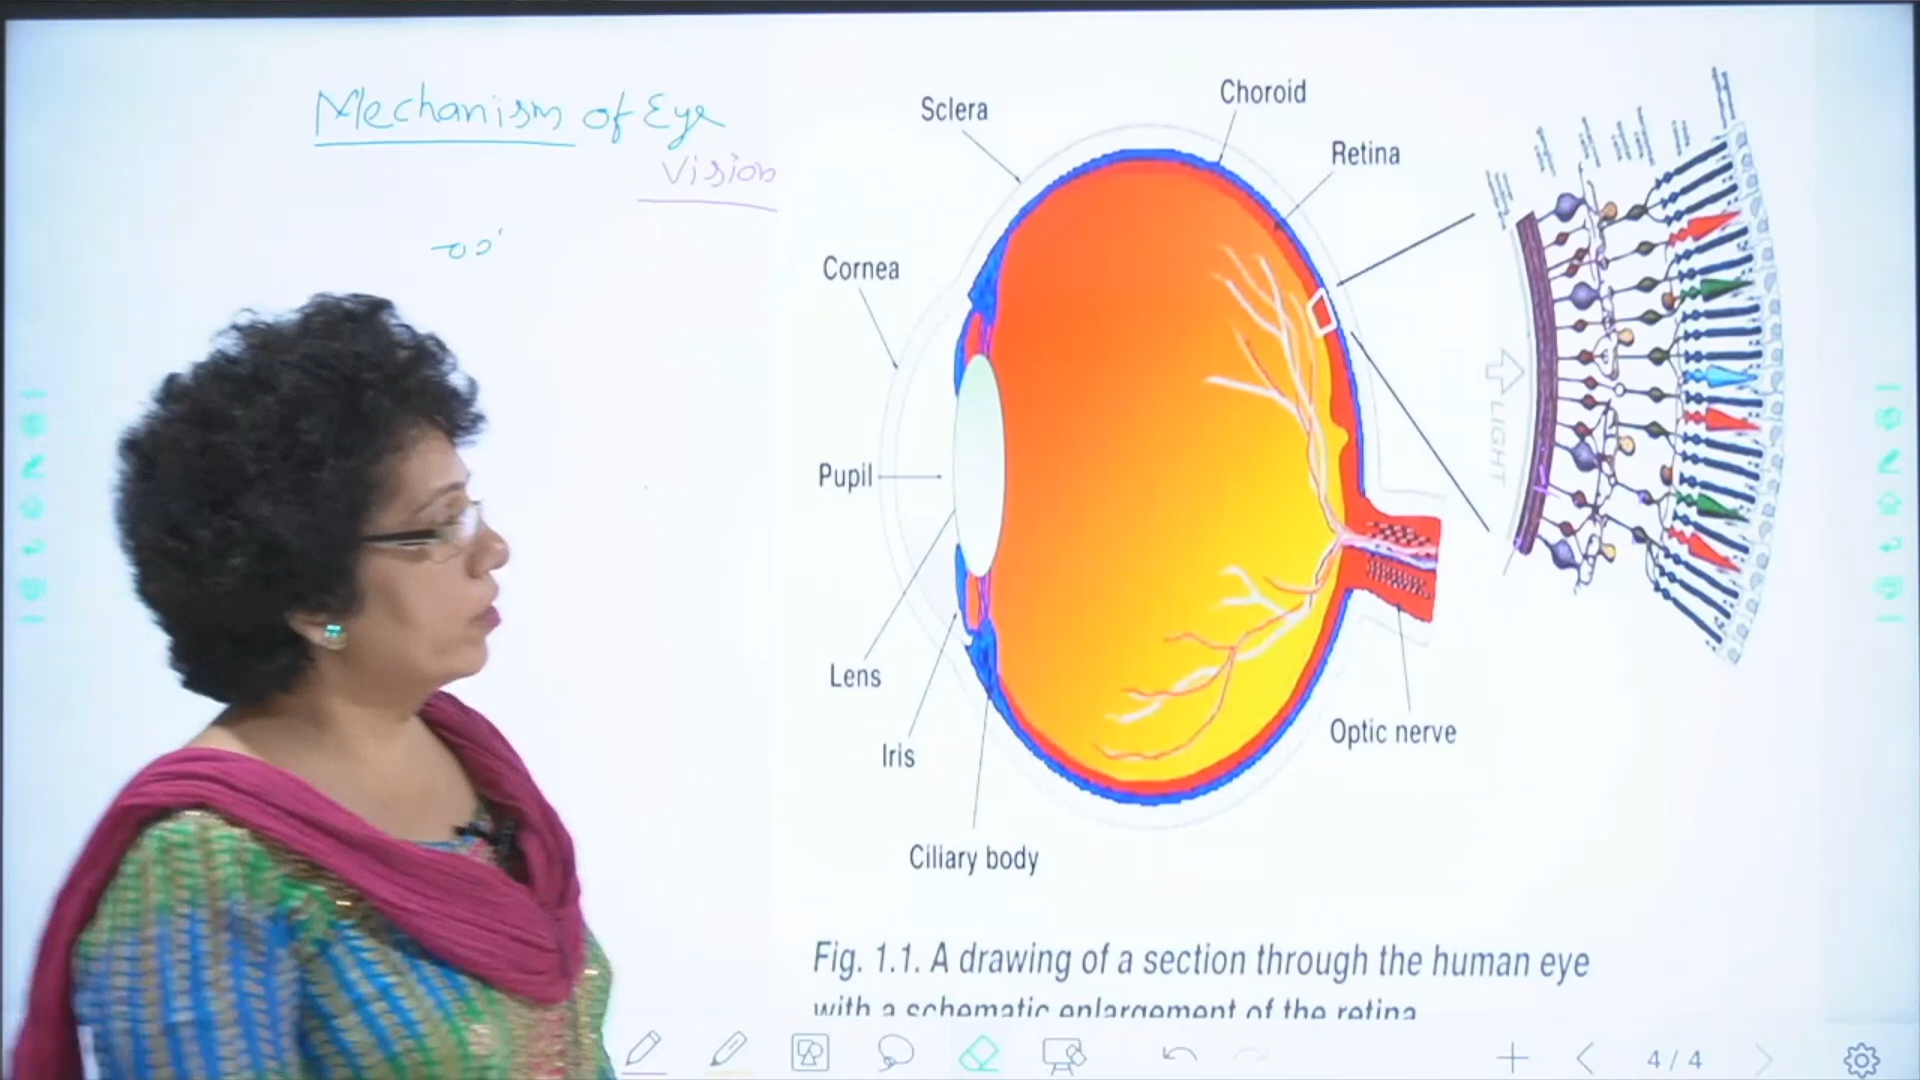 Mechanism of Eye
Vision
Sclera
Choroid
Retina
Cornea
Pupil
LIGHT
Lens
Iris
Optic nerve
Ciliary body
Fig. 1.1. A drawing of a section through the human eye
with a schematic enlargement of the retina
4 / 4